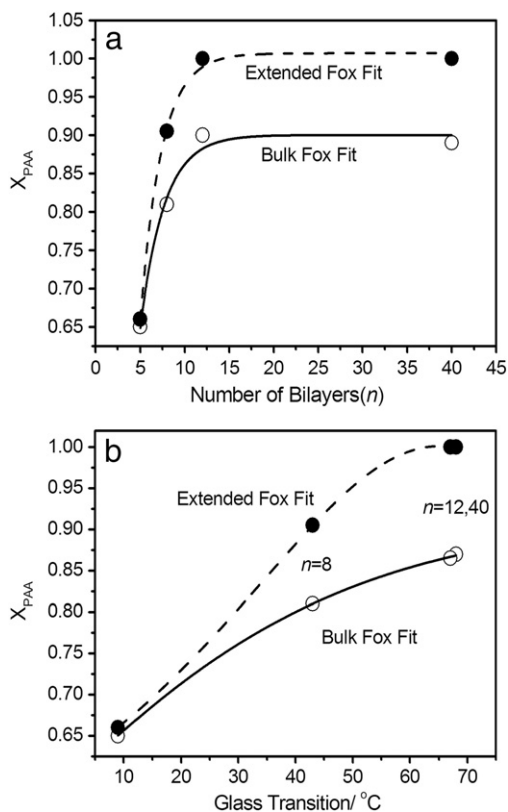 a
1.05
1.00
0.95
0.90
0.85
0.80
0.75
0.70
0.65
X_PAA
Extended Fox Fit
Bulk Fox Fit
0 5 10 15 20 25 30 35 40 45
Number of Bilayers(n)
b
1.00
0.95
0.90
0.85
0.80
0.75
0.70
0.65
X_PAA
Extended Fox Fit
n=12,40
n=8
Bulk Fox Fit
10 20 30 40 50 60 70
Glass Transition/ °C